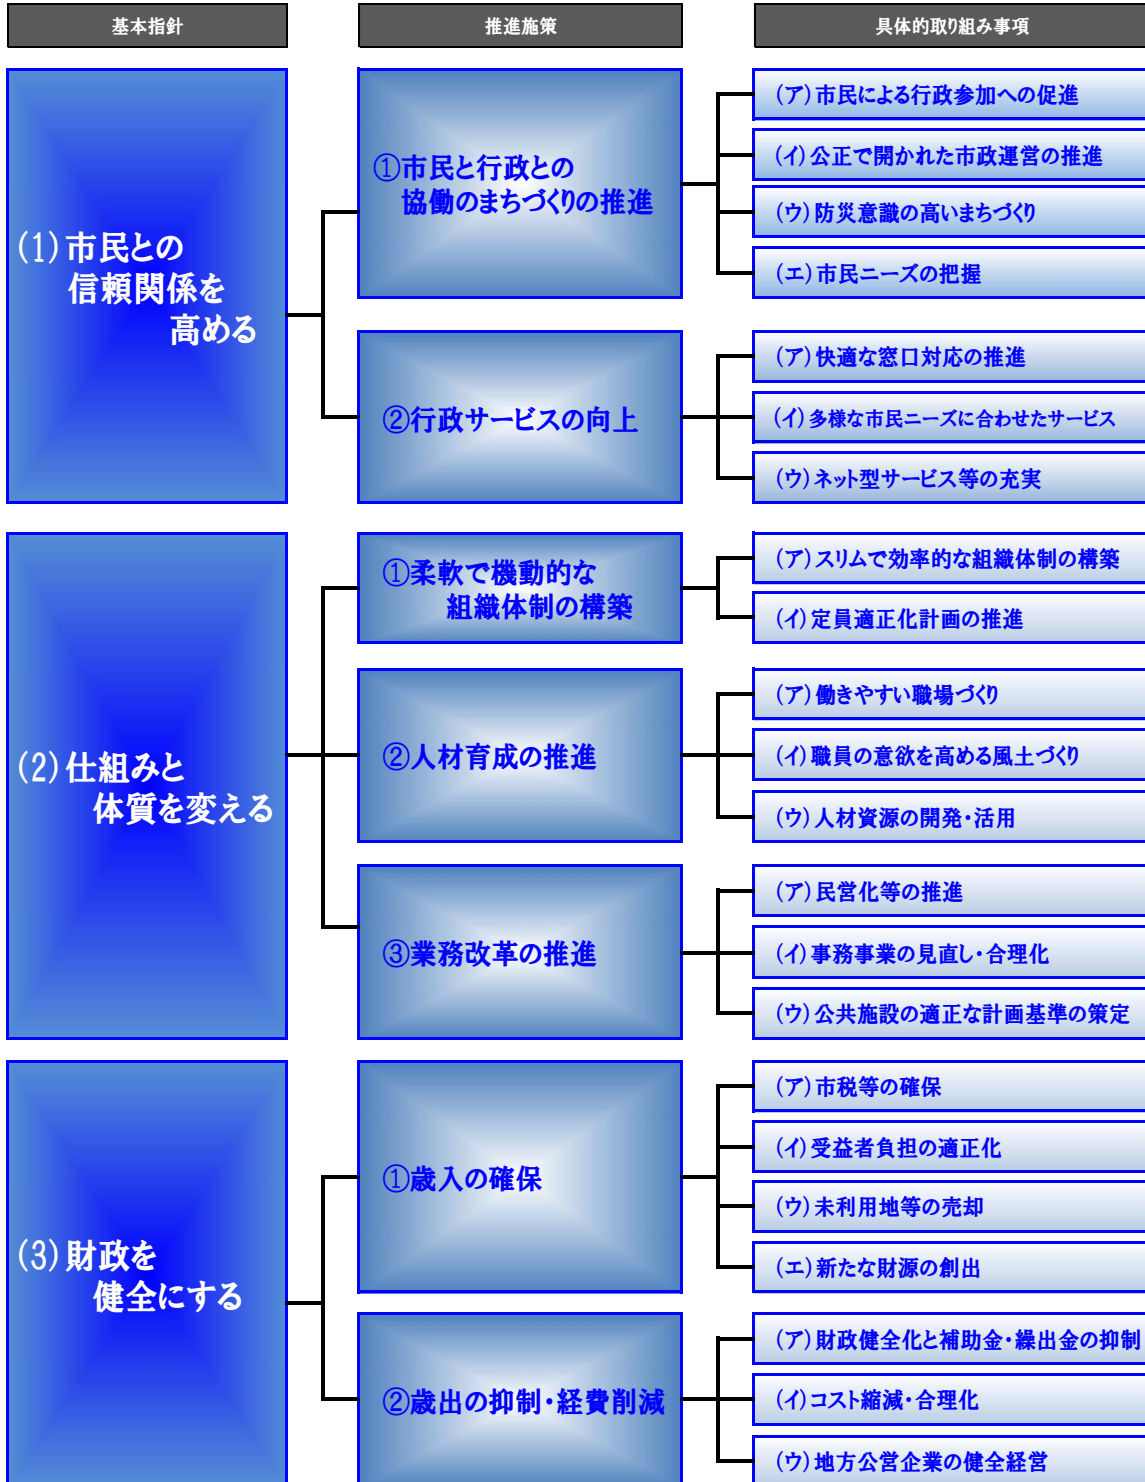 基本指針
推進施策
具体的取り組み事項
(1)市民との
信頼関係を
高める
①市民と行政との
協働のまちづくりの推進
(ア)市民による行政参加への促進
(イ)公正で開かれた市政運営の推進
(ウ)防災意識の高いまちづくり
(エ)市民ニーズの把握
②行政サービスの向上
(ア)快適な窓口対応の推進
(イ)多様な市民ニーズに合わせたサービス
(ウ)ネット型サービス等の充実
(2)仕組みと
体質を変える
①柔軟で機動的な
組織体制の構築
(ア)スリムで効率的な組織体制の構築
(イ)定員適正化計画の推進
②人材育成の推進
(ア)働きやすい職場づくり
(イ)職員の意欲を高める風土づくり
(ウ)人材資源の開発・活用
③業務改革の推進
(ア)民営化等の推進
(イ)事務事業の見直し・合理化
(ウ)公共施設の適正な計画基準の策定
(3)財政を
健全にする
①歳入の確保
(ア)市税等の確保
(イ)受益者負担の適正化
(ウ)未利用地等の売却
(エ)新たな財源の創出
②歳出の抑制・経費削減
(ア)財政健全化と補助金・繰出金の抑制
(イ)コスト縮減・合理化
(ウ)地方公営企業の健全経営